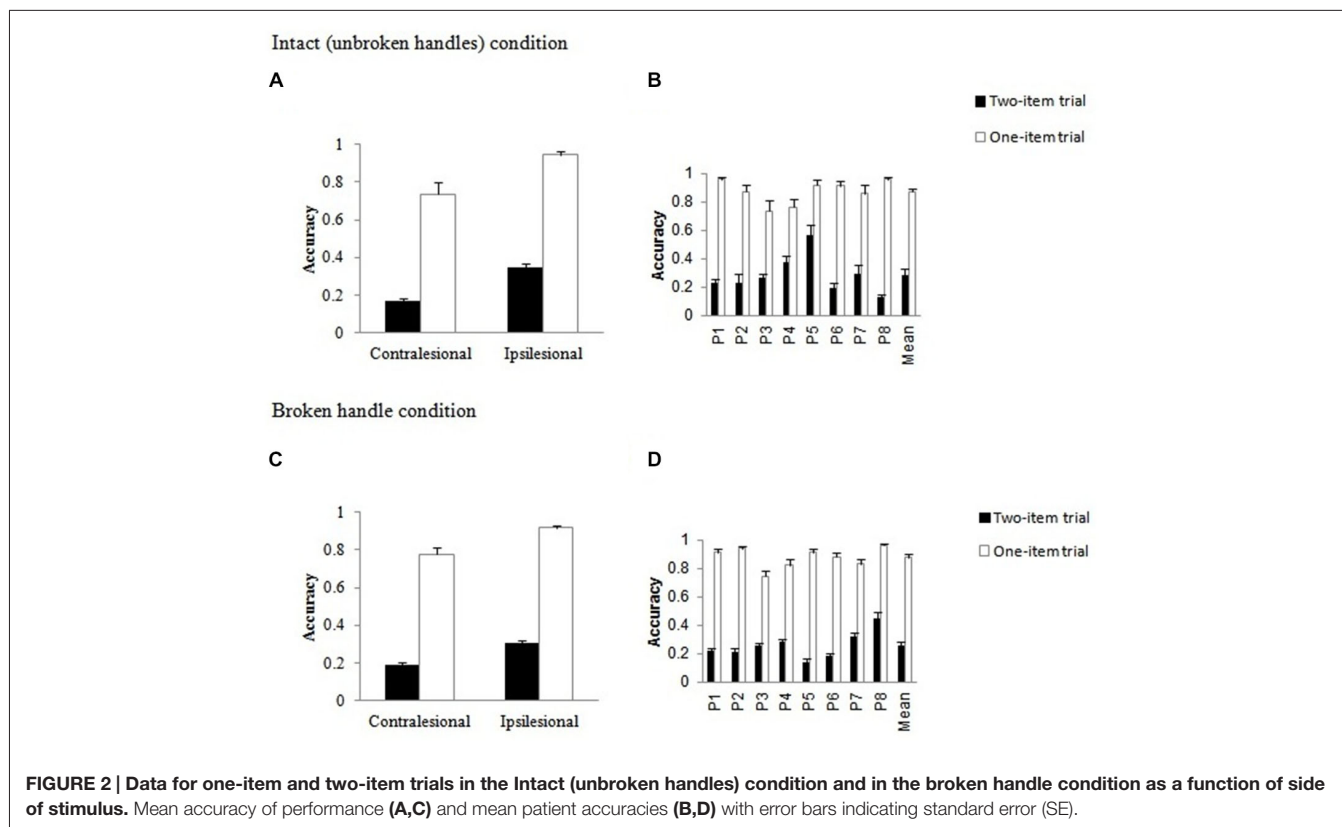 Intact (unbroken handles) condition
A
B
Two-item trial
One-item trial
Accuracy
1
0.8
0.6
0.4
0.2
0
Contralesional Ipsilesional
Accuracy
1
0.8
0.6
0.4
0.2
0
P1 P2 P3 P4 P5 P6 P7 P8 Mean
Broken handle condition
C
D
Two-item trial
One-item trial
Accuracy
1
0.8
0.6
0.4
0.2
0
Contralesional Ipsilesional
Accuracy
1
0.8
0.6
0.4
0.2
0
P1 P2 P3 P4 P5 P6 P7 P8 Mean
FIGURE 2 | Data for one-item and two-item trials in the Intact (unbroken handles) condition and in the broken handle condition as a function of side
of stimulus. Mean accuracy of performance (A,C) and mean patient accuracies (B,D) with error bars indicating standard error (SE).